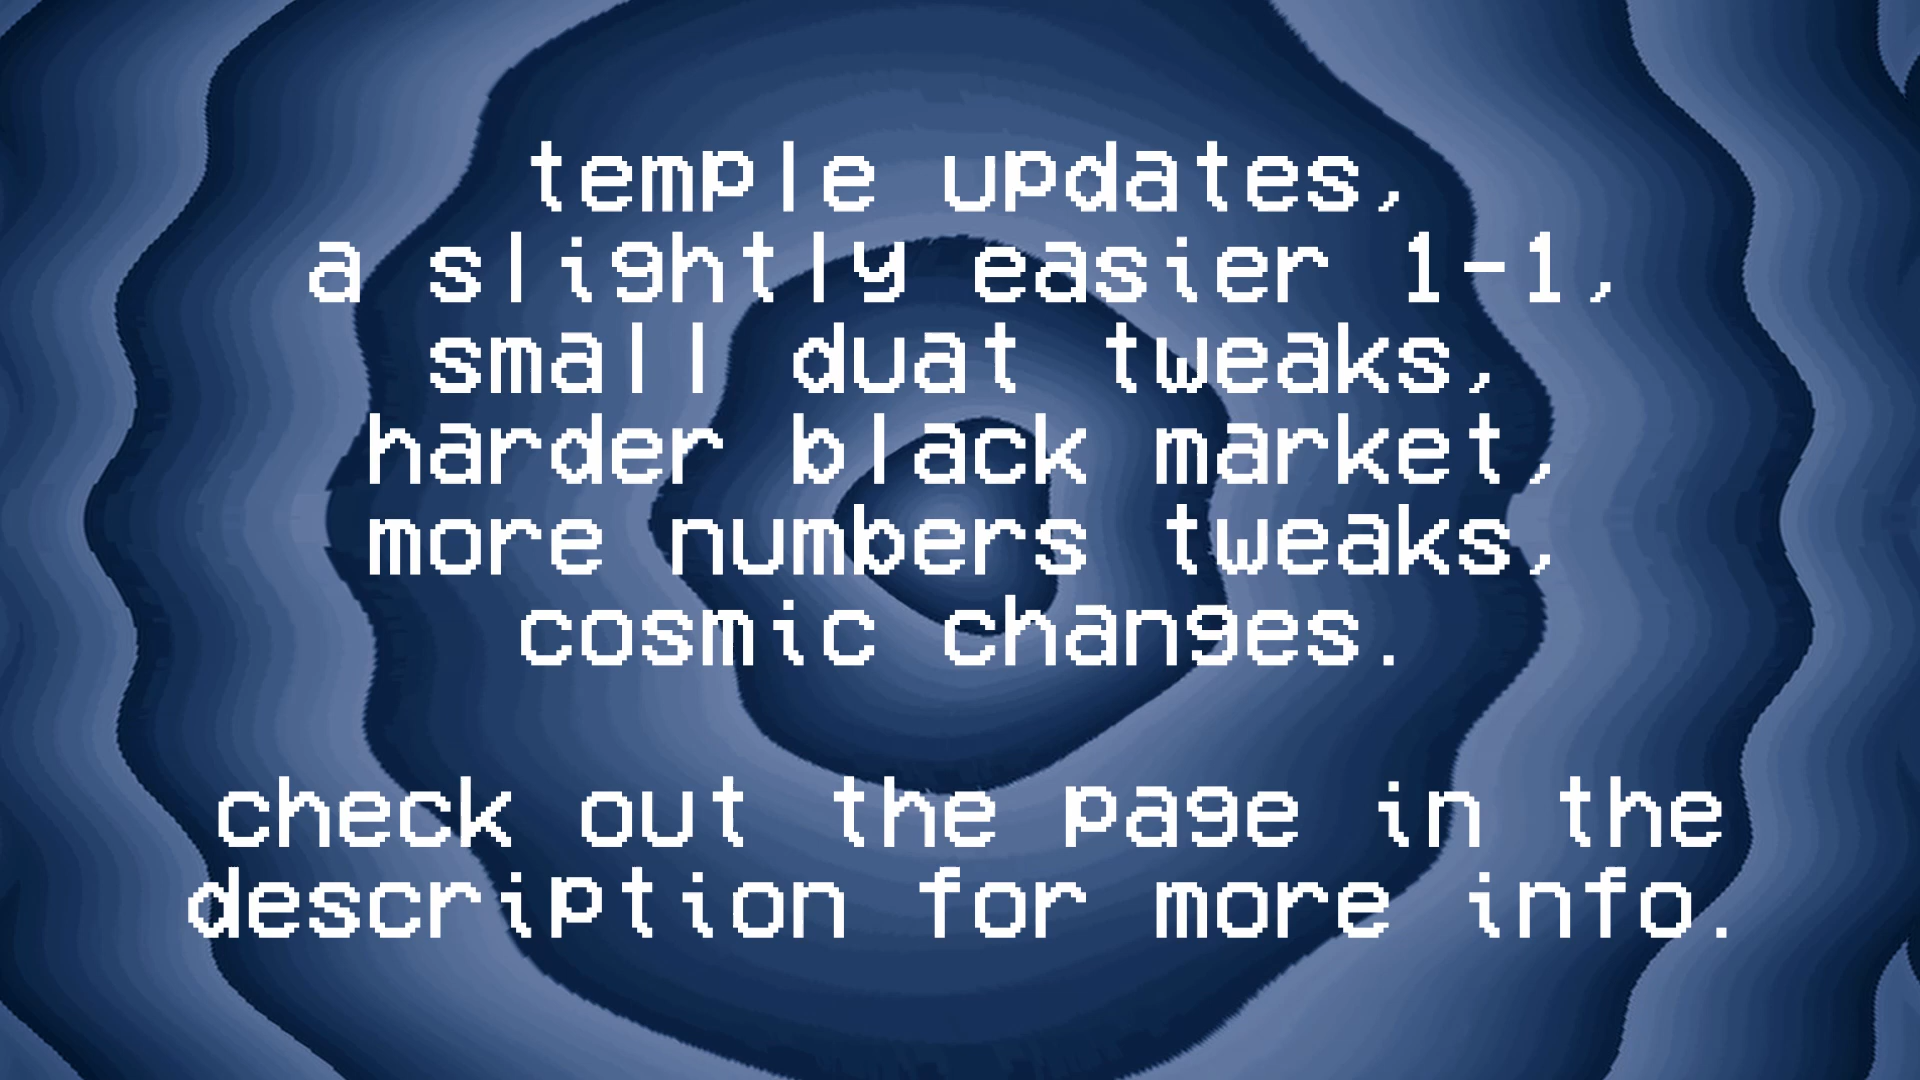 temple updates,
a slightly easier 1-1,
small duat tweaks,
harder black market,
more numbers tweaks,
cosmic changes.
check out the page in the
description for more info.